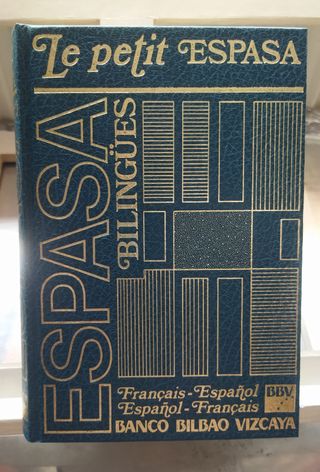 Le petit ESPASA
ESPASA
BILINGÜES
Français-Español
Español-Français
BBV
BANCO BILBAO VIZCAYA